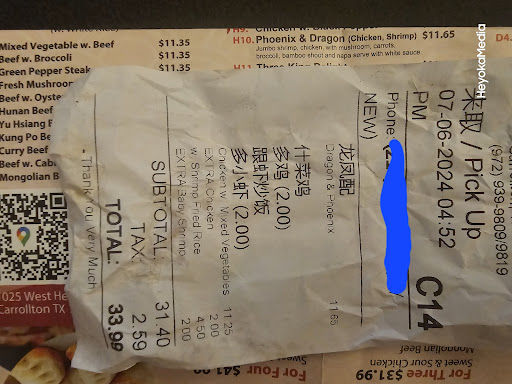 Mixed Vegetable w. Beef $11.35
Beef w. Broccoli $11.35
Green Pepper Steak $11.35
Fresh Mushroom
Beef w. Oyste
Hunan Beef
Yu Hsiang
Kung Po Be
Curry Beef
Beef w. Cab
Mongolian B
H10. Phoenix & Dragon (Chicken, Shrimp) $11.65
Jumbo shrimp, chicken, with mushroom, carrots,
broccoli, bamboo shoot and napa serve with white sauce.
H11
D4
HeyokaMedia
(972) 939-9809/9819
来取 / Pick Up
07-06-2024 04:52
PM
C14
Phone:
NEW)
龙凤配
Dragon & Phoenix 11.65
什菜鸡
多鸡 (2.00)
跟虾炒饭
多小虾 (2.00)
Chicken w. Mixed Vegetables 11.25
EXTRA Chicken 2.00
w. Shrimp Fried Rice 4.50
EXTRA Baby Shrimp 2.00
SUBTOTAL: 31.40
TAX: 2.59
TOTAL: 33.99
- Thank You Very Much
025 West He
Carrollton TX
For Four $41.99
For Three $31.99
Sweet & Sour Chicken
Mongolian Beef